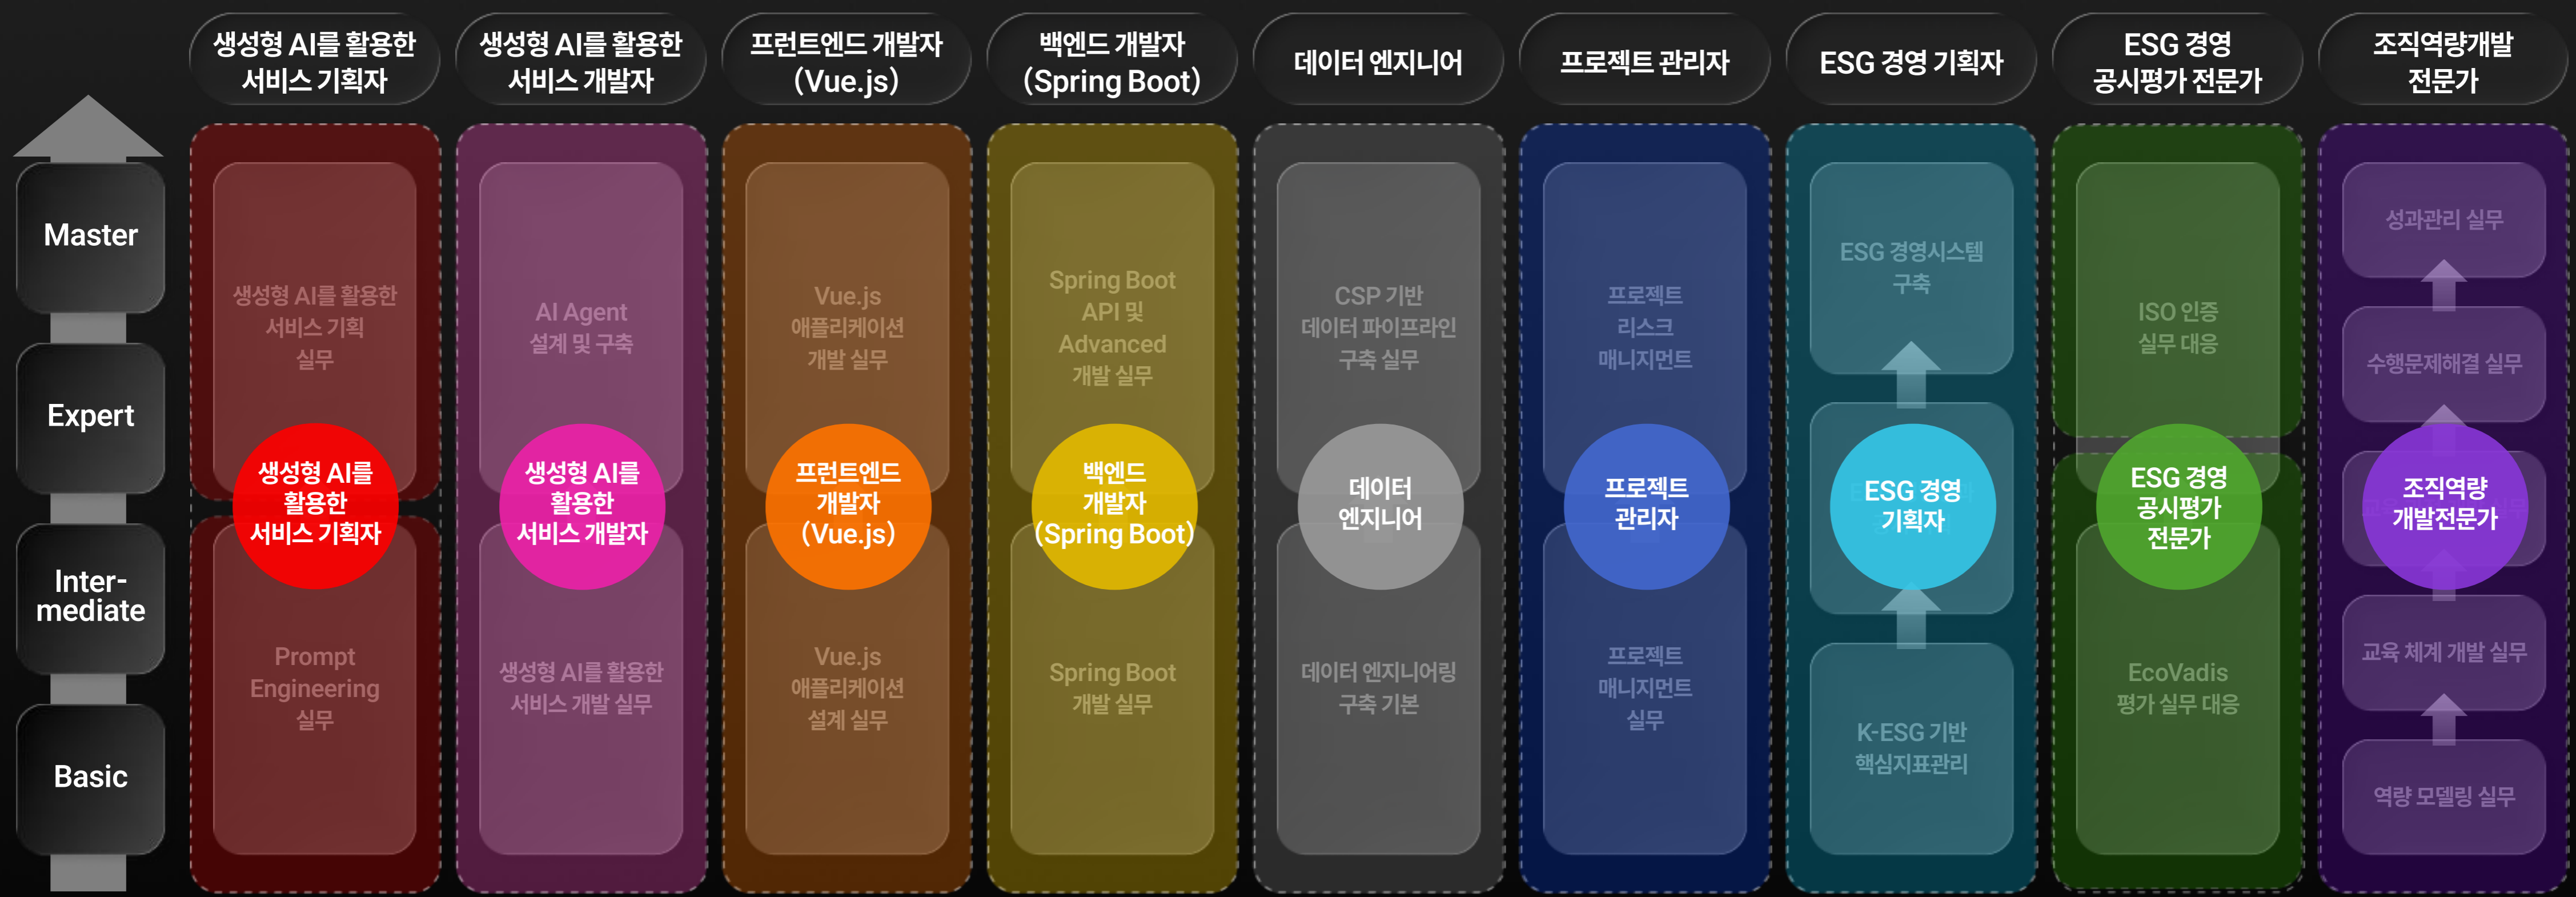 생성형 AI를 활용한
서비스 기획자
생성형 AI를 활용한
서비스 개발자
프런트엔드 개발자
(Vue.js)
백엔드 개발자
(Spring Boot)
데이터 엔지니어
프로젝트 관리자
ESG 경영 기획자
ESG 경영
공시평가 전문가
조직역량개발
전문가
Master
Expert
Inter-
mediate
Basic
생성형 AI를 활용한
서비스 기획
실무
생성형 AI를
활용한
서비스 기획자
Prompt
Engineering
실무
AI Agent
설계 및 구축
생성형 AI를
활용한
서비스 개발자
생성형 AI를 활용한
서비스 개발 실무
Vue.js
애플리케이션
개발 실무
프런트엔드
개발자
(Vue.js)
Vue.js
애플리케이션
설계 실무
Spring Boot
API 및
Advanced
개발 실무
백엔드
개발자
(Spring Boot)
Spring Boot
개발 실무
CSP 기반
데이터 파이프라인
구축 실무
데이터
엔지니어
데이터 엔지니어링
구축 기본
프로젝트
리스크
매니지먼트
프로젝트
관리자
프로젝트
매니지먼트
실무
ESG 경영시스템
구축
ESG 경영
기획자
K-ESG 기반
핵심지표관리
ISO 인증
실무 대응
ESG 경영
공시평가
전문가
EcoVadis
평가 실무 대응
성과관리 실무
수행문제해결 실무
조직역량
개발전문가
교육 체계 개발 실무
역량 모델링 실무